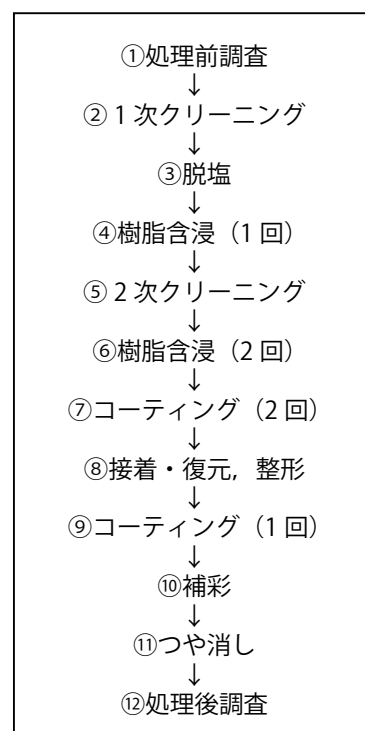 ①処理前調査
↓
②1次クリーニング
↓
③脱塩
↓
④樹脂含浸（1回）
↓
⑤2次クリーニング
↓
⑥樹脂含浸（2回）
↓
⑦コーティング（2回）
↓
⑧接着・復元，整形
↓
⑨コーティング（1回）
↓
⑩補彩
↓
⑪つや消し
↓
⑫処理後調査